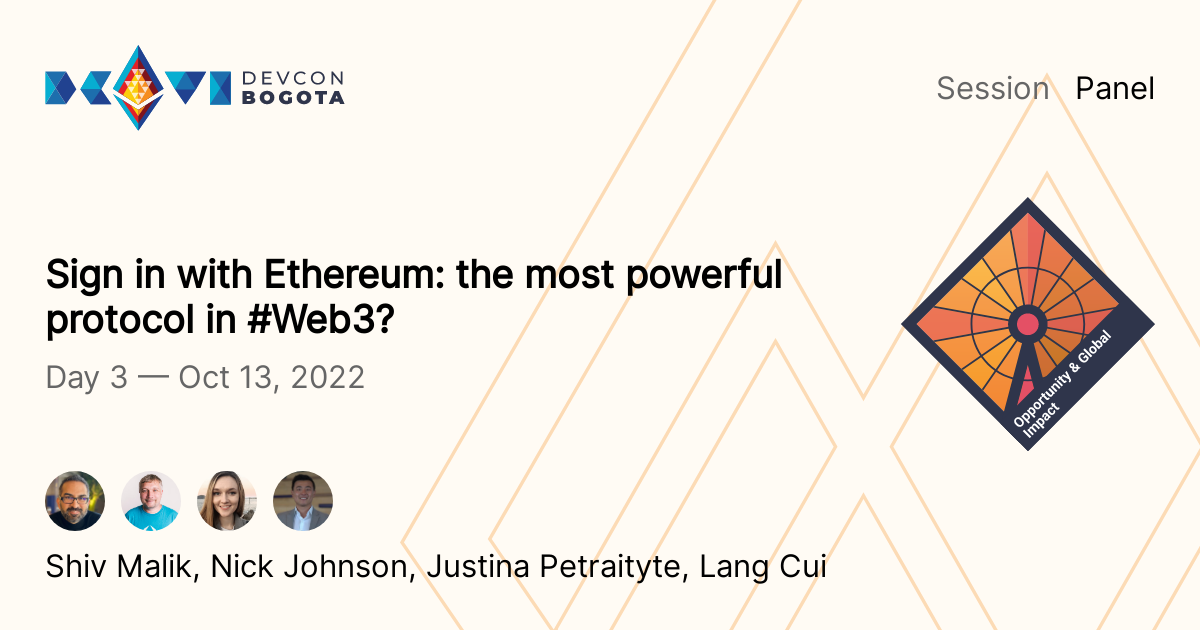 DEVCON
BOGOTA
Session Panel
Sign in with Ethereum: the most powerful
protocol in #Web3?
Day 3 — Oct 13, 2022
Opportunity & Global
Impact
Shiv Malik, Nick Johnson, Justina Petraityte, Lang Cui